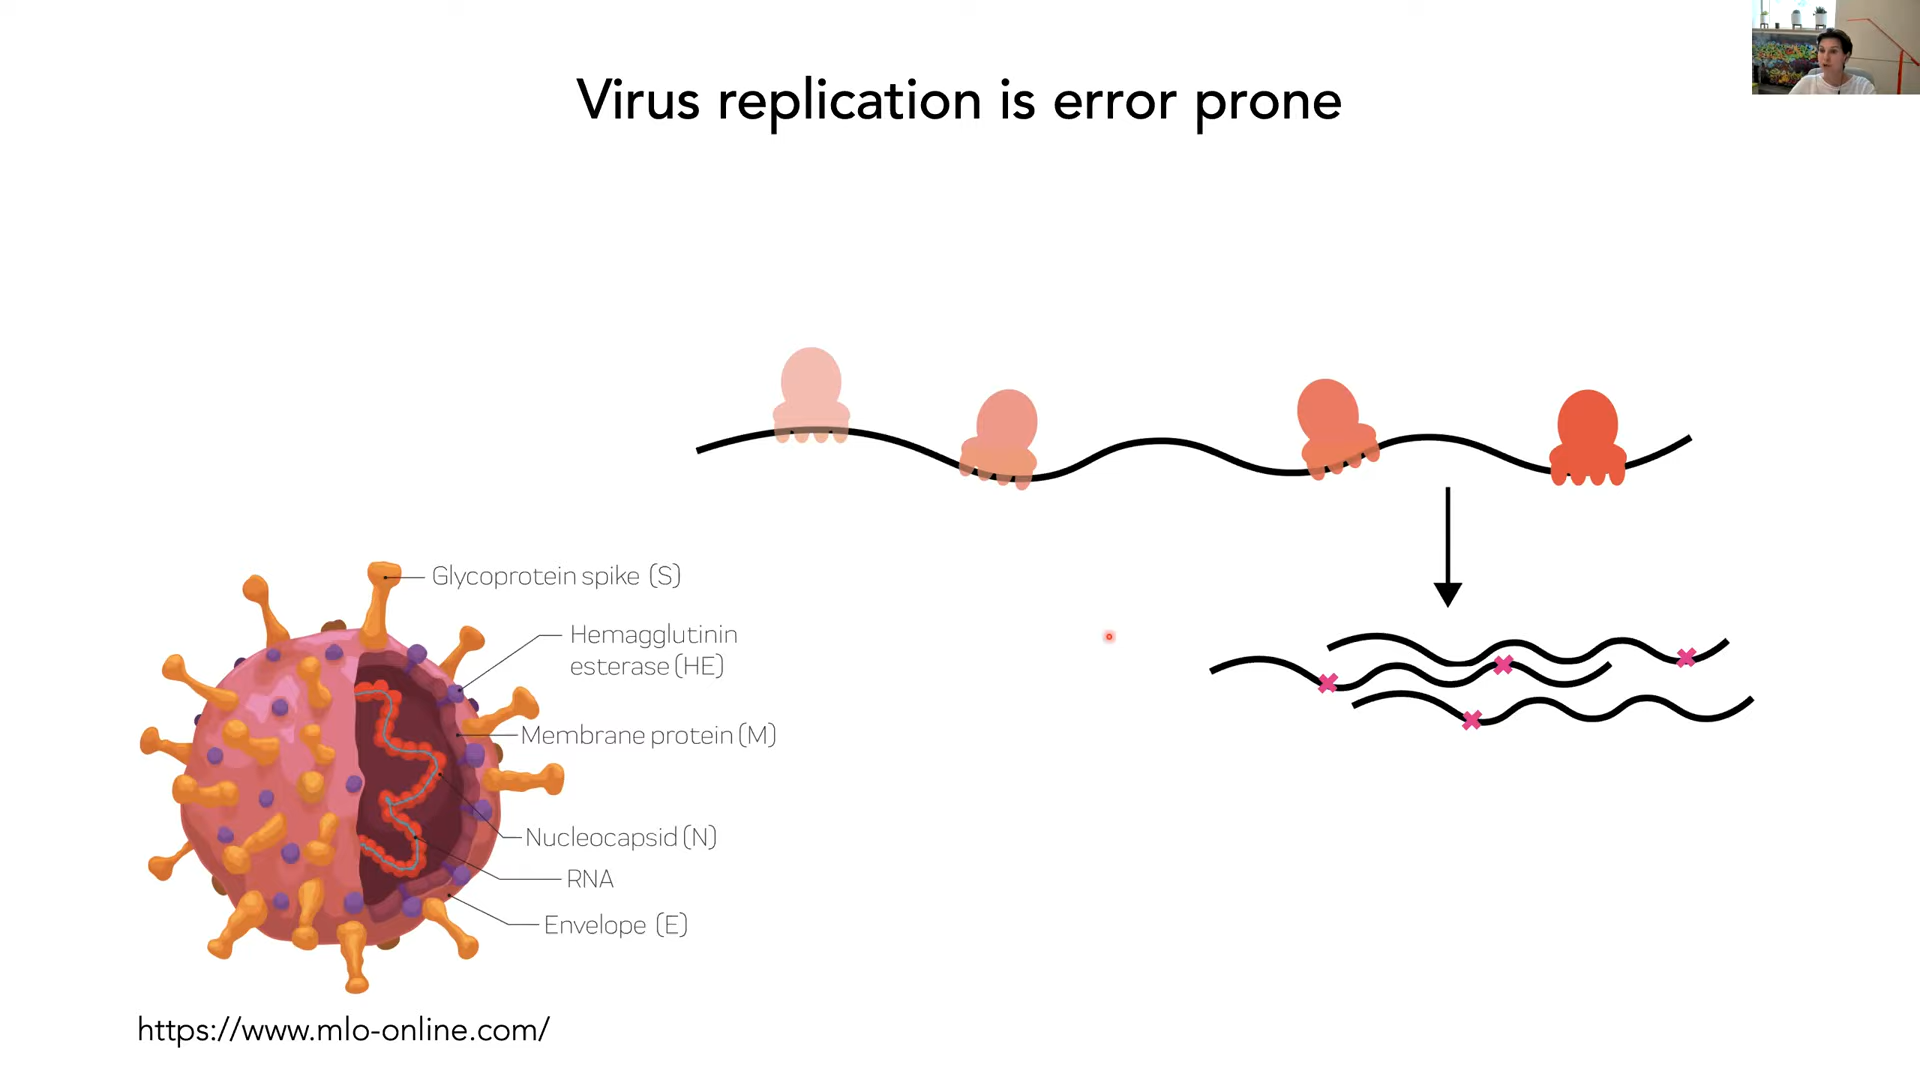 Virus replication is error prone
Glycoprotein spike (S)
Hemagglutinin
esterase (HE)
Membrane protein (M)
Nucleocapsid (N)
RNA
Envelope (E)
https://www.mlo-online.com/